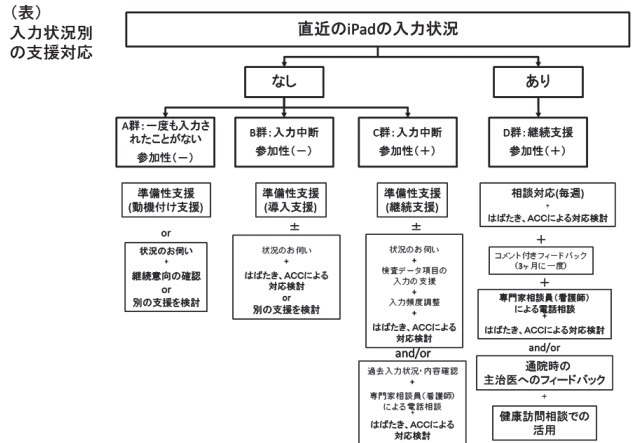 （表）
入力状況別
の支援対応
直近のiPadの入力状況
なし
あり
A群：一度も入力さ
れたことがない
参加性（－）
B群：入力中断
参加性（－）
C群：入力中断
参加性（＋）
D群：継続支援
参加性（＋）
準備性支援
(動機付け支援)
or
状況のお伺い
+
継続意向の確認
or
別の支援を検討
準備性支援
(導入支援)
±
状況のお伺い
+
はばたき、ACCによる
対応検討
or
別の支援を検討
準備性支援
(継続支援)
±
状況のお伺い
+
検査データ項目の
入力の支援
+
入力頻度調整
+
はばたき、ACCによる
対応検討
and/or
過去入力状況・内容確認
+
専門家相談員(看護師)
による電話相談
+
はばたき、ACCによる
対応検討
相談対応(毎週)
+
はばたき、ACCによる対応検討
+
コメント付きフィードバック
(3ヶ月に一度)
+
専門家相談員(看護師)
による電話相談
+
はばたき、ACCによる対応検討
and/or
通院時の
主治医へのフィードバック
+
健康訪問相談での
活用